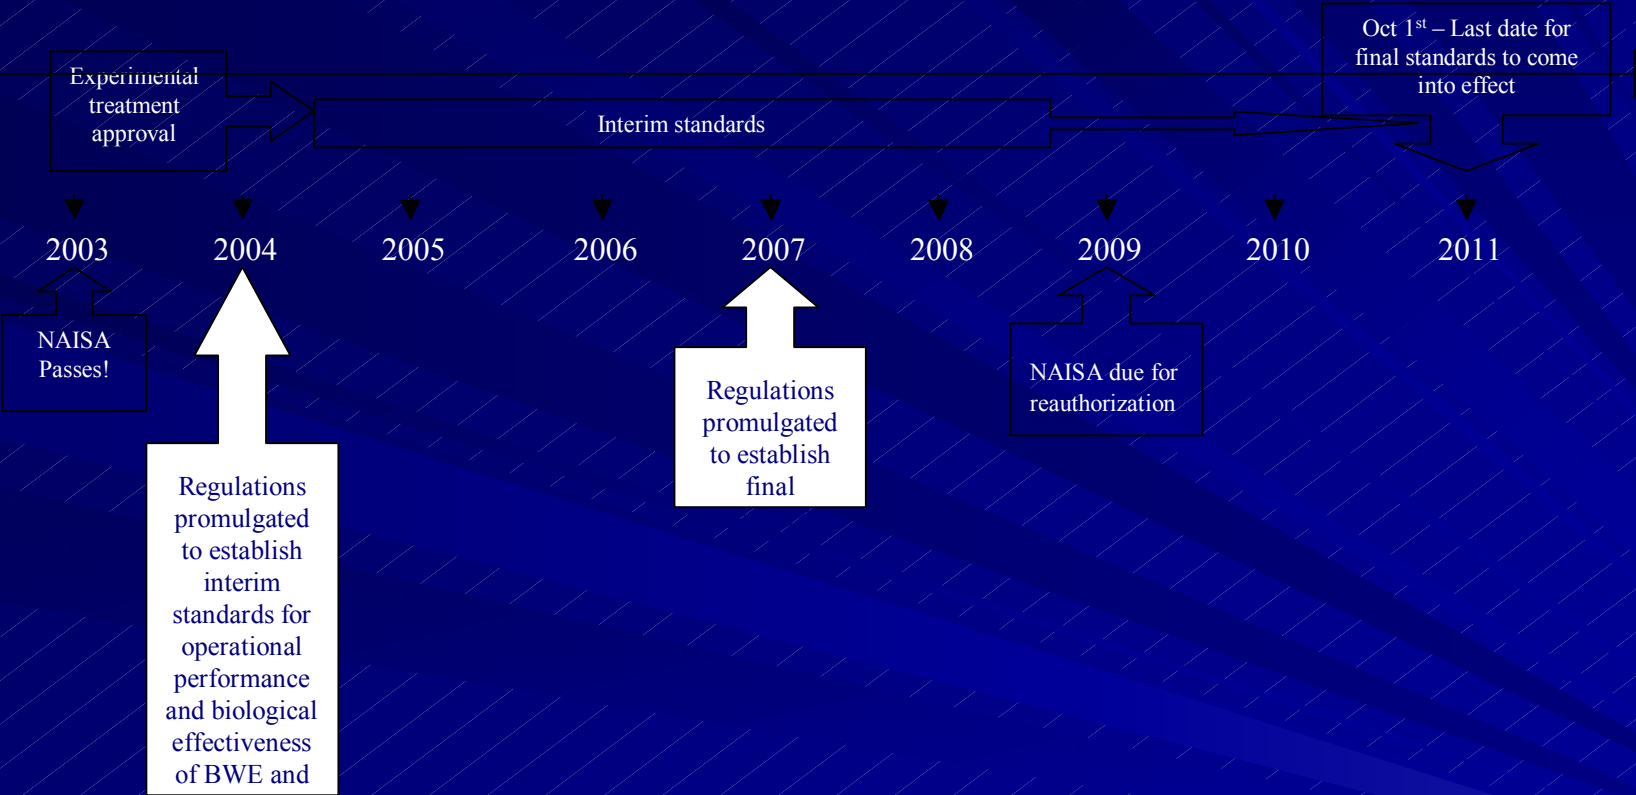 Experimental
treatment
approval
Interim standards
Oct 1st – Last date for
final standards to come
into effect
2003
2004
2005
2006
2007
2008
2009
2010
2011
NAISA
Passes!
Regulations
promulgated
to establish
interim
standards for
operational
performance
and biological
effectiveness
of BWE and
Regulations
promulgated
to establish
final
NAISA due for
reauthorization